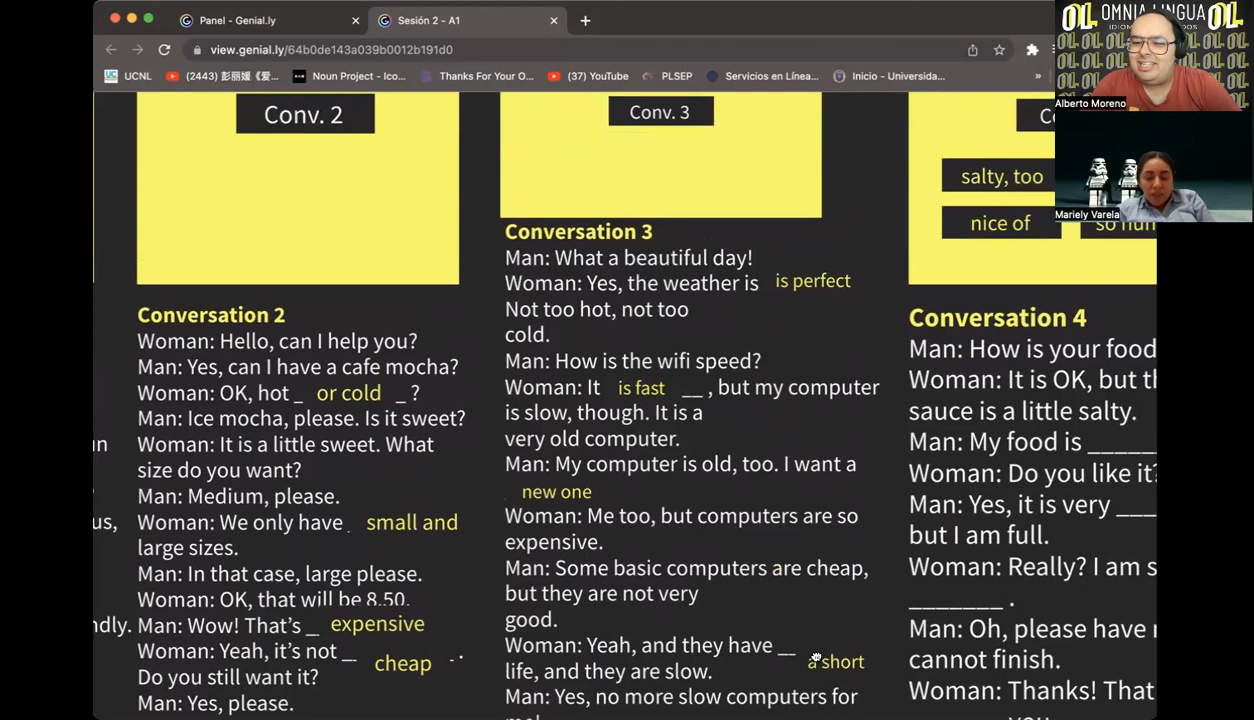 Panel - Genial.ly
Sesión 2 - A1
view.genial.ly/64b0de143a039b0012b191d0
UCNL
(2443) 彭丽媛《爱...
Noun Project - Ico...
Thanks For Your O...
(37) YouTube
PLSEP
Servicios en Línea...
Inicio - Universida...
»
OL OMNIA LINGUA OL
Alberto Moreno
Mariely Varela
Conv. 2
Conversation 2
Woman: Hello, can I help you?
Man: Yes, can I have a cafe mocha?
Woman: OK, hot _ or cold _ ?
Man: Ice mocha, please. Is it sweet?
Woman: It is a little sweet. What
size do you want?
Man: Medium, please.
Woman: We only have small and
large sizes.
Man: In that case, large please.
Woman: OK, that will be 8.50.
Man: Wow! That's _ expensive
Woman: Yeah, it's not _ cheap .
Do you still want it?
Man: Yes, please.
Conv. 3
Conversation 3
Man: What a beautiful day!
Woman: Yes, the weather is is perfect
Not too hot, not too
cold.
Man: How is the wifi speed?
Woman: It is fast __ , but my computer
is slow, though. It is a
very old computer.
Man: My computer is old, too. I want a
new one
Woman: Me too, but computers are so
expensive.
Man: Some basic computers are cheap,
but they are not very
good.
Woman: Yeah, and they have __ a short
life, and they are slow.
Man: Yes, no more slow computers for
me!
salty, too
nice of
Conversation 4
Man: How is your food
Woman: It is OK, but th
sauce is a little salty.
Man: My food is _____
Woman: Do you like it?
Man: Yes, it is very ___
but I am full.
Woman: Really? I am s
_______ .
Man: Oh, please have
cannot finish.
Woman: Thanks! That
you
un
us,
ndly.